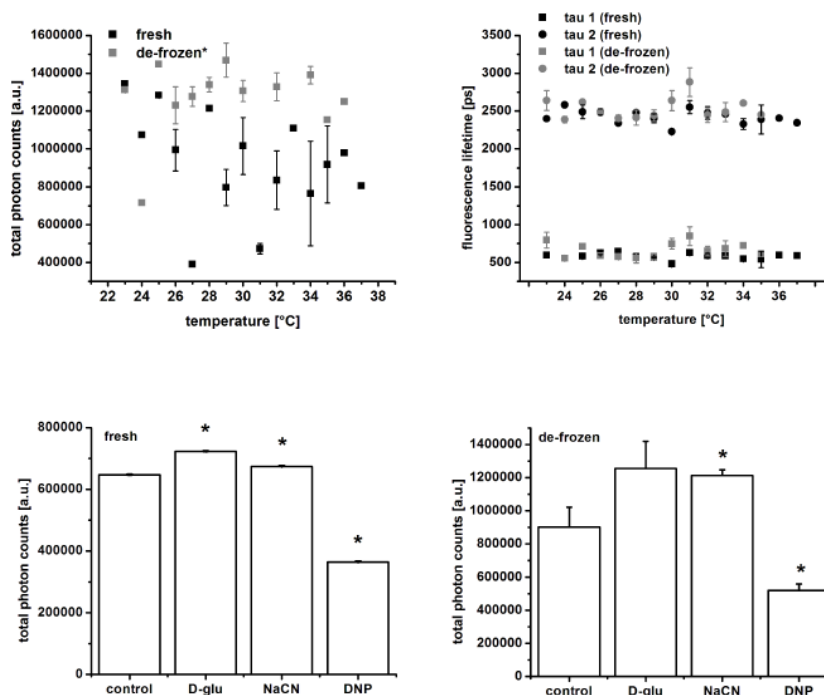 fresh
de-frozen*
total photon counts [a.u.]
1600000
1400000
1200000
1000000
800000
600000
400000
22 24 26 28 30 32 34 36 38
temperature [°C]
tau 1 (fresh)
tau 2 (fresh)
tau 1 (de-frozen)
tau 2 (de-frozen)
fluorescence lifetime [ps]
3500
3000
2500
2000
1500
1000
500
24 26 28 30 32 34 36
temperature [°C]
fresh
total photon counts [a.u.]
800000
600000
400000
200000
0
* * *
control D-glu NaCN DNP
de-frozen
total photon counts [a.u.]
1400000
1200000
1000000
800000
600000
400000
200000
0
* *
control D-glu NaCN DNP